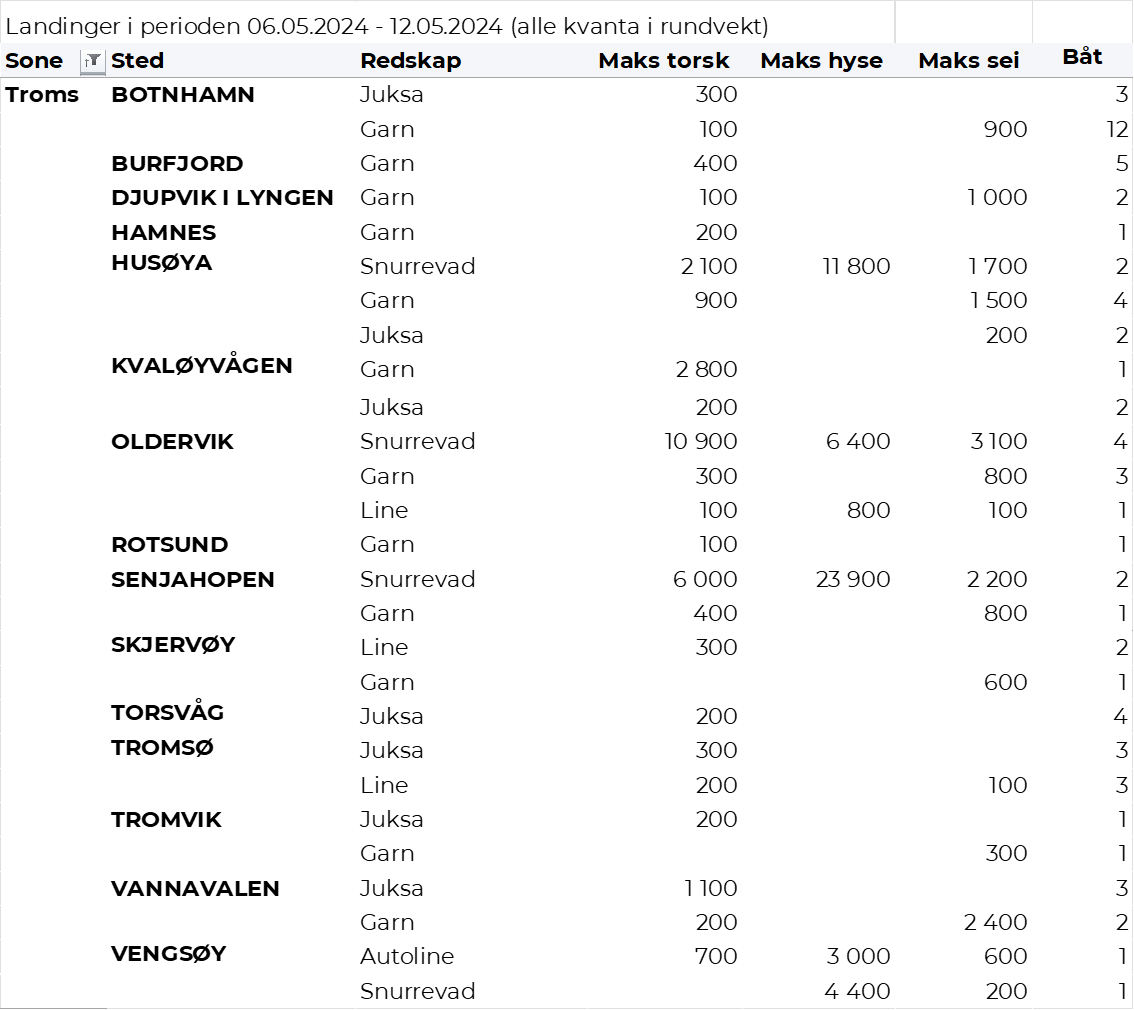 Landinger i perioden 06.05.2024 - 12.05.2024 (alle kvanta i rundvekt)
Sone Sted Redskap Maks torsk Maks hyse Maks sei Båt
Troms BOTNHAMN Juksa 300 3
Garn 100 900 12
BURFJORD Garn 400 5
DJUPVIK I LYNGEN Garn 100 1 000 2
HAMNES Garn 200 1
HUSØYA Snurrevad 2 100 11 800 1 700 2
Garn 900 1 500 4
Juksa 200 2
KVALØYVÅGEN Garn 2 800 1
Juksa 200 2
OLDERVIK Snurrevad 10 900 6 400 3 100 4
Garn 300 800 3
Line 100 800 100 1
ROTSUND Garn 100 1
SENJAHOPEN Snurrevad 6 000 23 900 2 200 2
Garn 400 800 1
SKJERVØY Line 300 2
Garn 600 1
TORSVÅG Juksa 200 4
TROMSØ Juksa 300 3
Line 200 100 3
TROMVIK Juksa 200 1
Garn 300 1
VANNAVALEN Juksa 1 100 3
Garn 200 2 400 2
VENGSØY Autoline 700 3 000 600 1
Snurrevad 4 400 200 1